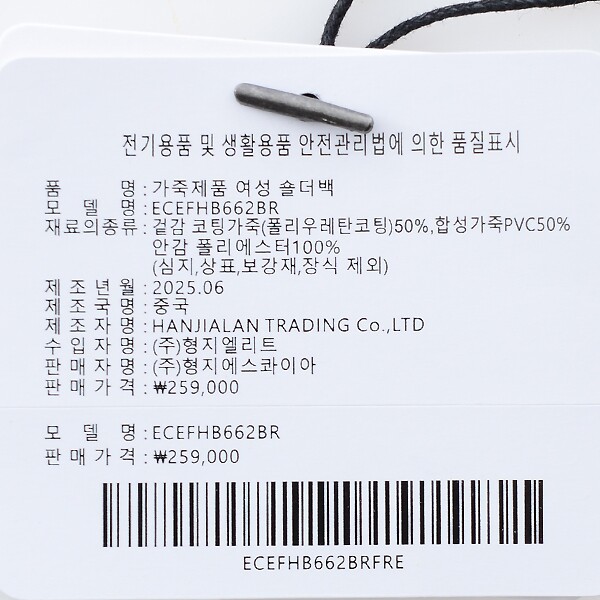 전기용품 및 생활용품 안전관리법에 의한 품질표시
품 명 : 가죽제품 여성 숄더백
모 델 명 : ECEFHB662BR
재료의종류 : 겉감 코팅가죽(폴리우레탄코팅)50%,합성가죽PVC50%
안감 폴리에스터100%
(심지,상표,보강재,장식 제외)
제 조 년 월 : 2025.06
제 조 국 명 : 중국
제 조 자 명 : HANJIALAN TRADING Co.,LTD
수 입 자 명 : (주)형지엘리트
판 매 자 명 : (주)형지에스콰이아
판 매 가 격 : ₩259,000
모 델 명 : ECEFHB662BR
판 매 가 격 : ₩259,000
ECEFHB662BRFRE